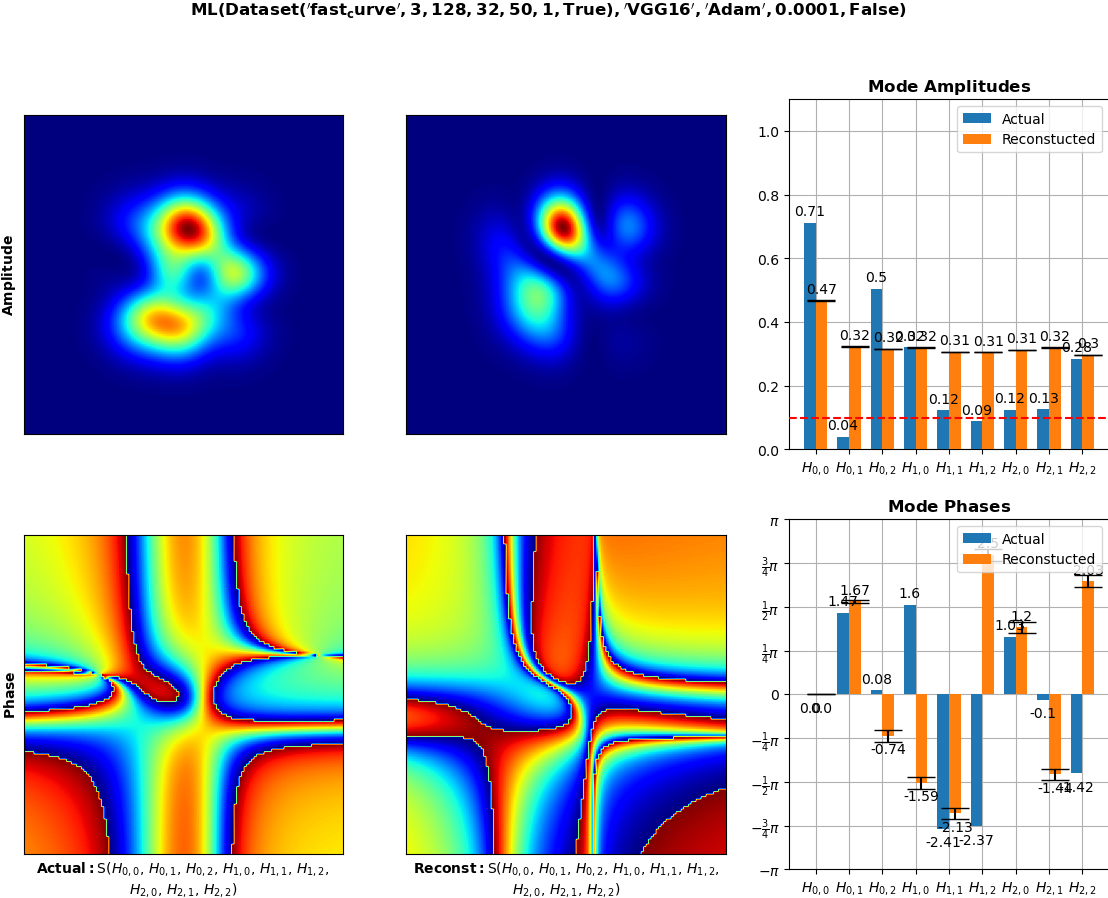 ML(Dataset('fast_curve', 3, 128, 32, 50, 1, True), 'VGG16', 'Adam', 0.0001, False)
Mode Amplitudes
Amplitude
Actual
Reconstucted
1.0
0.8
0.6
0.4
0.2
0.0
0.71
0.47
0.04
0.32
0.5
0.32
0.32
0.32
0.12
0.31
0.09
0.31
0.12
0.31
0.13
0.32
0.28
0.3
H0,0 H0,1 H0,2 H1,0 H1,1 H1,2 H2,0 H2,1 H2,2
Mode Phases
Phase
Actual
Reconstucted
π
3/4π
1/2π
1/4π
0
−1/4π
−1/2π
−3/4π
−π
0.0
0.0
1.47
1.67
0.08
-0.74
1.6
-1.59
-2.41
-2.13
-2.37
2.5
1.03
1.2
-0.1
-1.44
-1.42
2.03
H0,0 H0,1 H0,2 H1,0 H1,1 H1,2 H2,0 H2,1 H2,2
Actual: S(H0,0, H0,1, H0,2, H1,0, H1,1, H1,2,
H2,0, H2,1, H2,2)
Reconst: S(H0,0, H0,1, H0,2, H1,0, H1,1, H1,2,
H2,0, H2,1, H2,2)